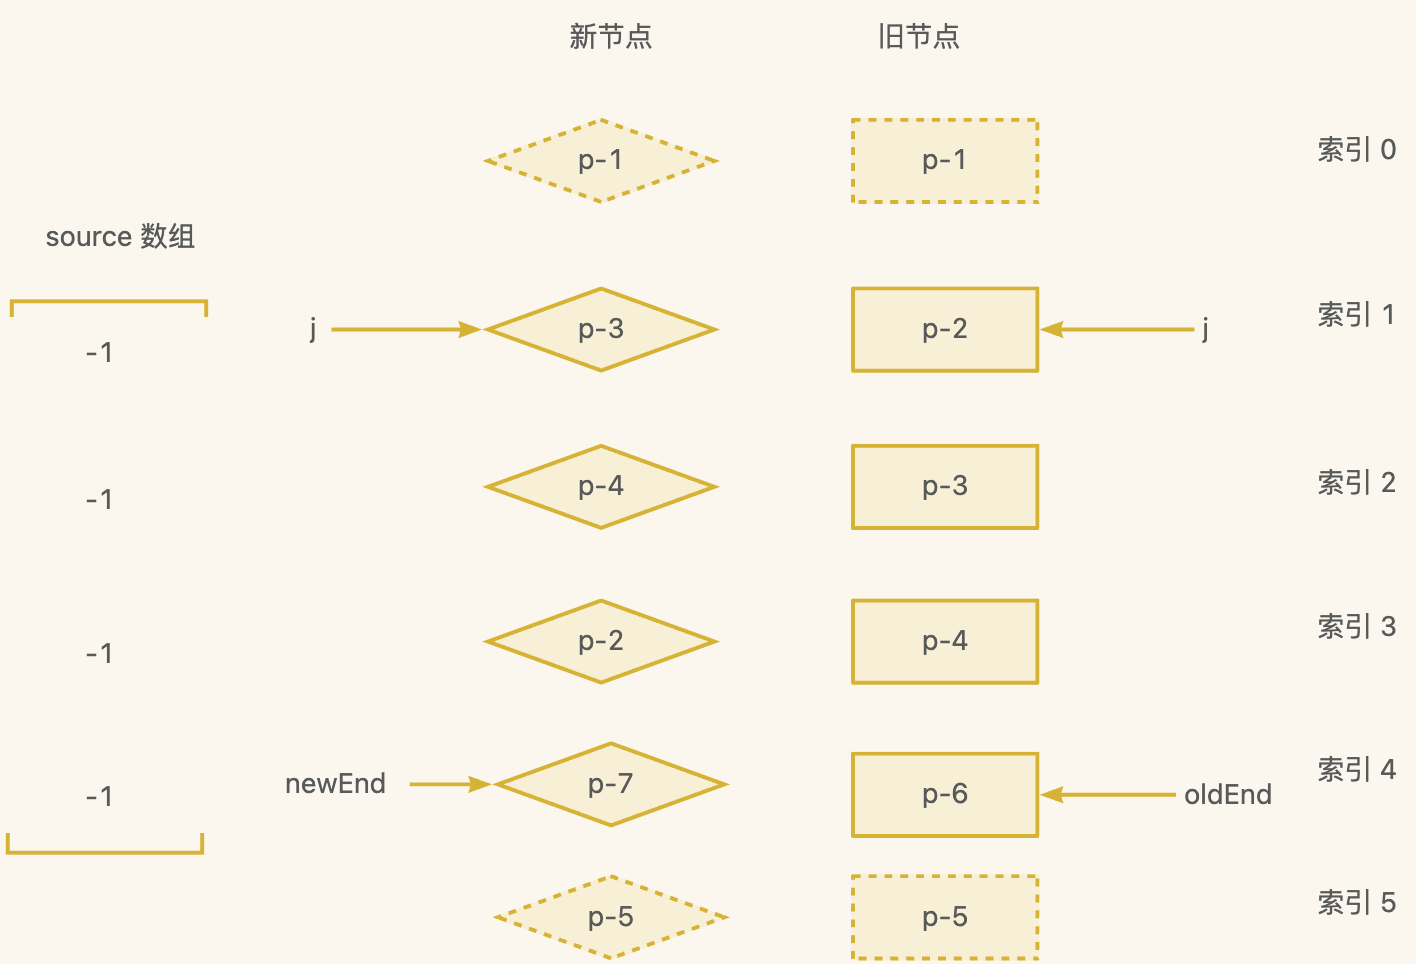 新节点 旧节点
p-1 p-1 索引 0
source 数组
j p-3 p-2 j 索引 1
-1
p-4 p-3 索引 2
-1
p-2 p-4 索引 3
-1
newEnd p-7 p-6 oldEnd 索引 4
-1
p-5 p-5 索引 5